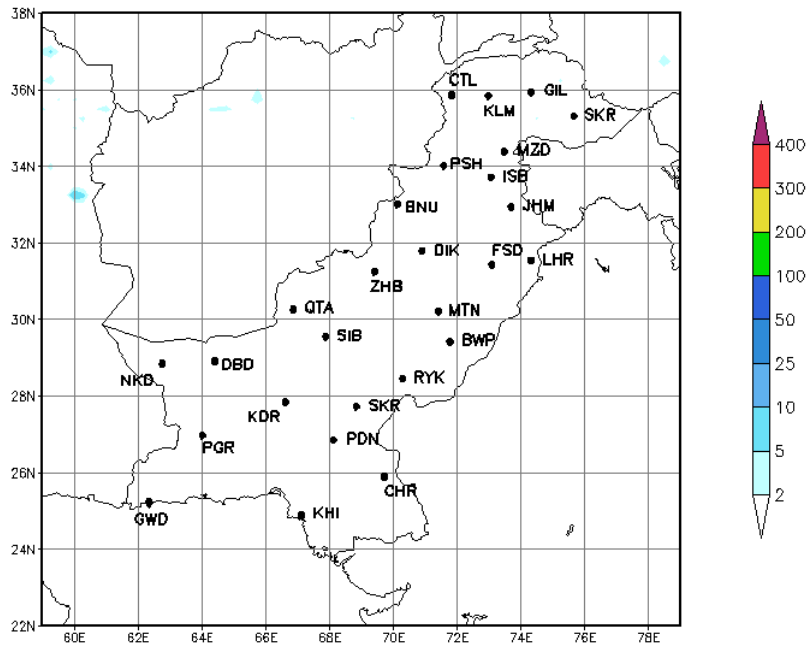 38N
36N
34N
32N
30N
28N
26N
24N
22N
60E 62E 64E 66E 68E 70E 72E 74E 76E 78E
CTL
KLM
GIL
SKR
MZD
PSH
ISB
BNU
JHM
DIK
FSD
LHR
ZHB
QTA
MTN
SIB
BWP
NKD
DBD
RYK
KDR
SKR
PGR
PDN
CHR
GWD
KHI
400
300
200
100
50
25
10
5
2